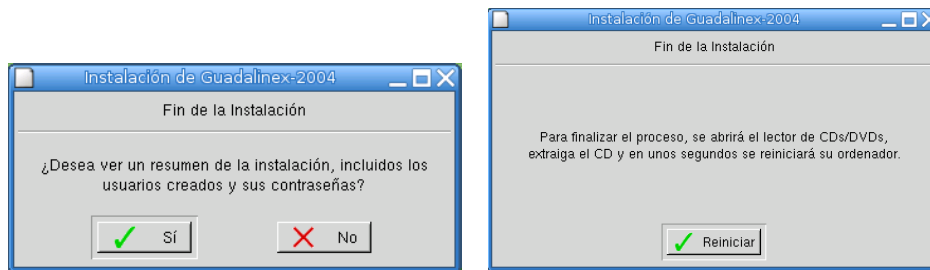 Instalación de Guadalinex-2004
Fin de la Instalación
¿Desea ver un resumen de la instalación, incluidos los
usuarios creados y sus contraseñas?
Sí
No
Instalación de Guadalinex-2004
Fin de la Instalación
Para finalizar el proceso, se abrirá el lector de CDs/DVDs,
extraiga el CD y en unos segundos se reiniciará su ordenador.
Reiniciar